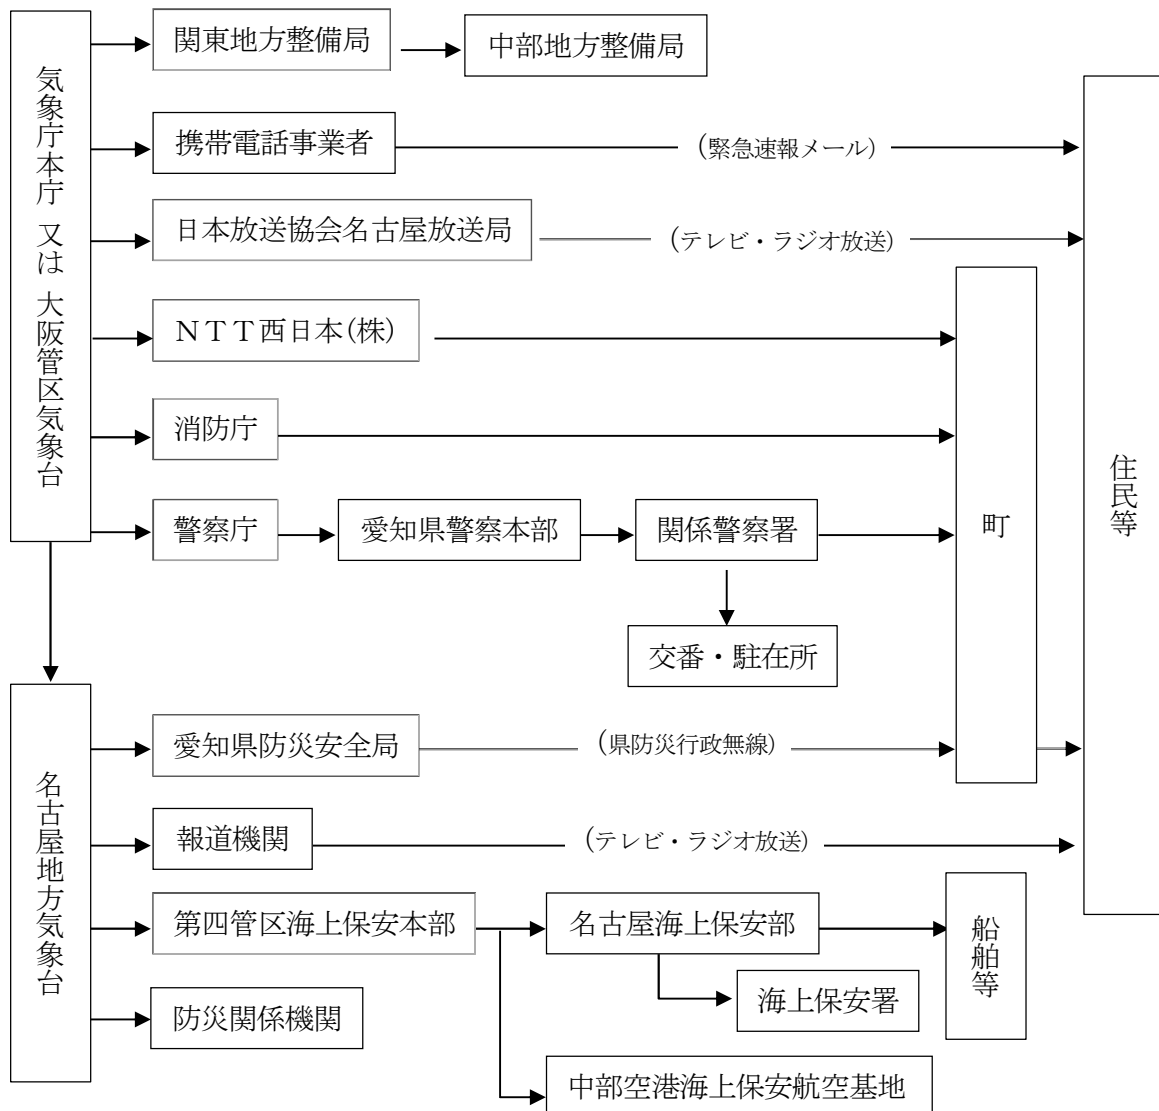 気象庁本庁 又は 大阪管区気象台
関東地方整備局
中部地方整備局
携帯電話事業者
(緊急速報メール)
日本放送協会名古屋放送局
(テレビ・ラジオ放送)
NTT西日本(株)
消防庁
警察庁
愛知県警察本部
関係警察署
交番・駐在所
町
住民等
名古屋地方気象台
愛知県防災安全局
(県防災行政無線)
報道機関
(テレビ・ラジオ放送)
第四管区海上保安本部
名古屋海上保安部
船舶等
海上保安署
防災関係機関
中部空港海上保安航空基地